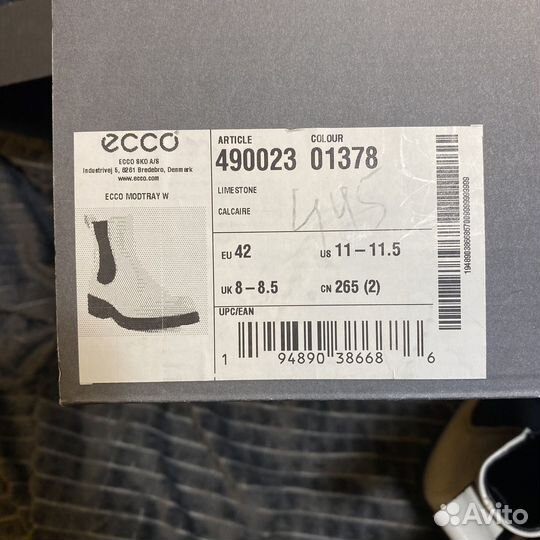 ecco
ECCO SKO A/S
Industrivej 5, 6261 Bredebro, Denmark
www.ecco.com
ECCO MODTRAY W
ARTICLE COLOUR
490023 01378
LIMESTONE
CALCAIRE
445
EU 42 US 11 – 11.5
UK 8 – 8.5 CN 265 (2)
UPC/EAN
1 94890 38668 6
Avito